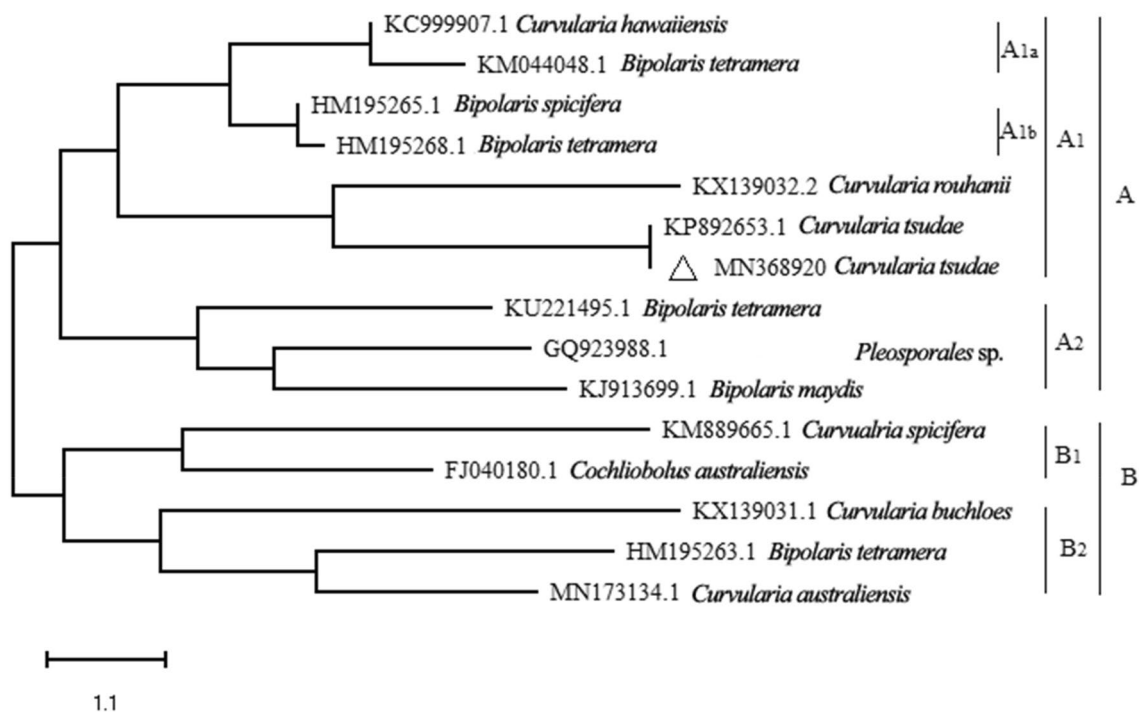 KC999907.1 Curvularia hawaiiensis
KM044048.1 Bipolaris tetramera
A1a
HM195265.1 Bipolaris spicifera
HM195268.1 Bipolaris tetramera
A1b
A1
KX139032.2 Curvularia rouhanii
A
KP892653.1 Curvularia tsudae
MN368920 Curvularia tsudae
KU221495.1 Bipolaris tetramera
GQ923988.1 Pleosporales sp.
A2
KJ913699.1 Bipolaris maydis
KM889665.1 Curvualria spicifera
B1
FJ040180.1 Cochliobolus australiensis
B
KX139031.1 Curvularia buchloes
HM195263.1 Bipolaris tetramera
B2
MN173134.1 Curvularia australiensis
1.1